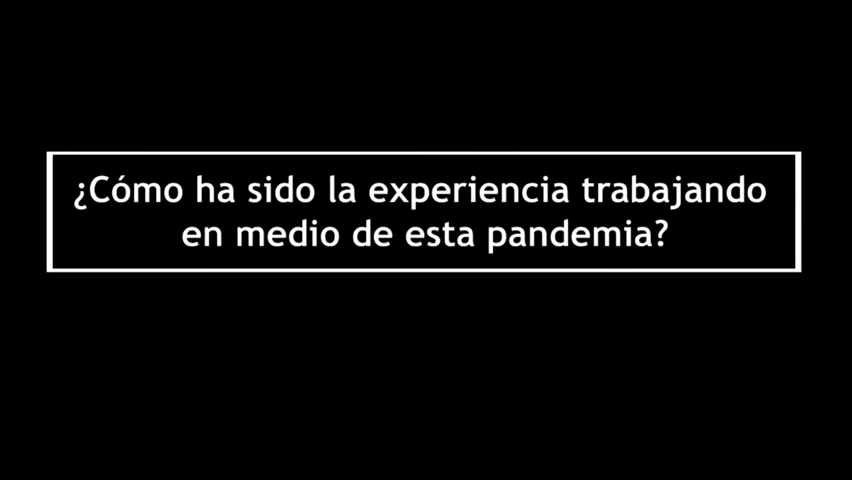 ¿Cómo ha sido la experiencia trabajando
en medio de esta pandemia?